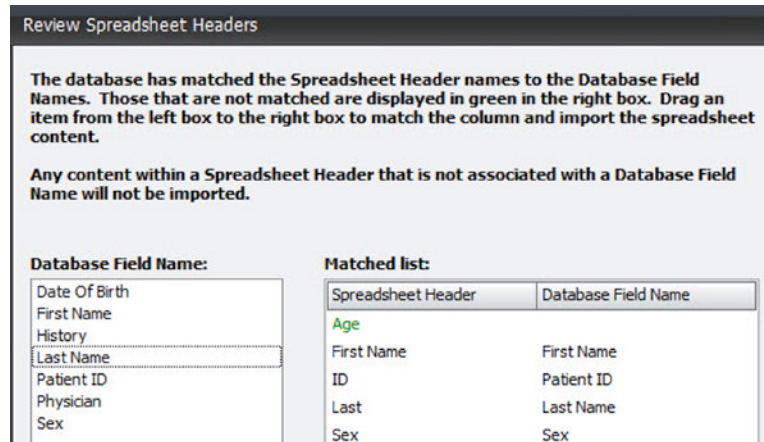 Review Spreadsheet Headers
The database has matched the Spreadsheet Header names to the Database Field
Names. Those that are not matched are displayed in green in the right box. Drag an
item from the left box to the right box to match the column and import the spreadsheet
content.
Any content within a Spreadsheet Header that is not associated with a Database Field
Name will not be imported.
Database Field Name:
Date Of Birth
First Name
History
Last Name
Patient ID
Physician
Sex
Matched list:
Spreadsheet Header Database Field Name
Age
First Name First Name
ID Patient ID
Last Last Name
Sex Sex